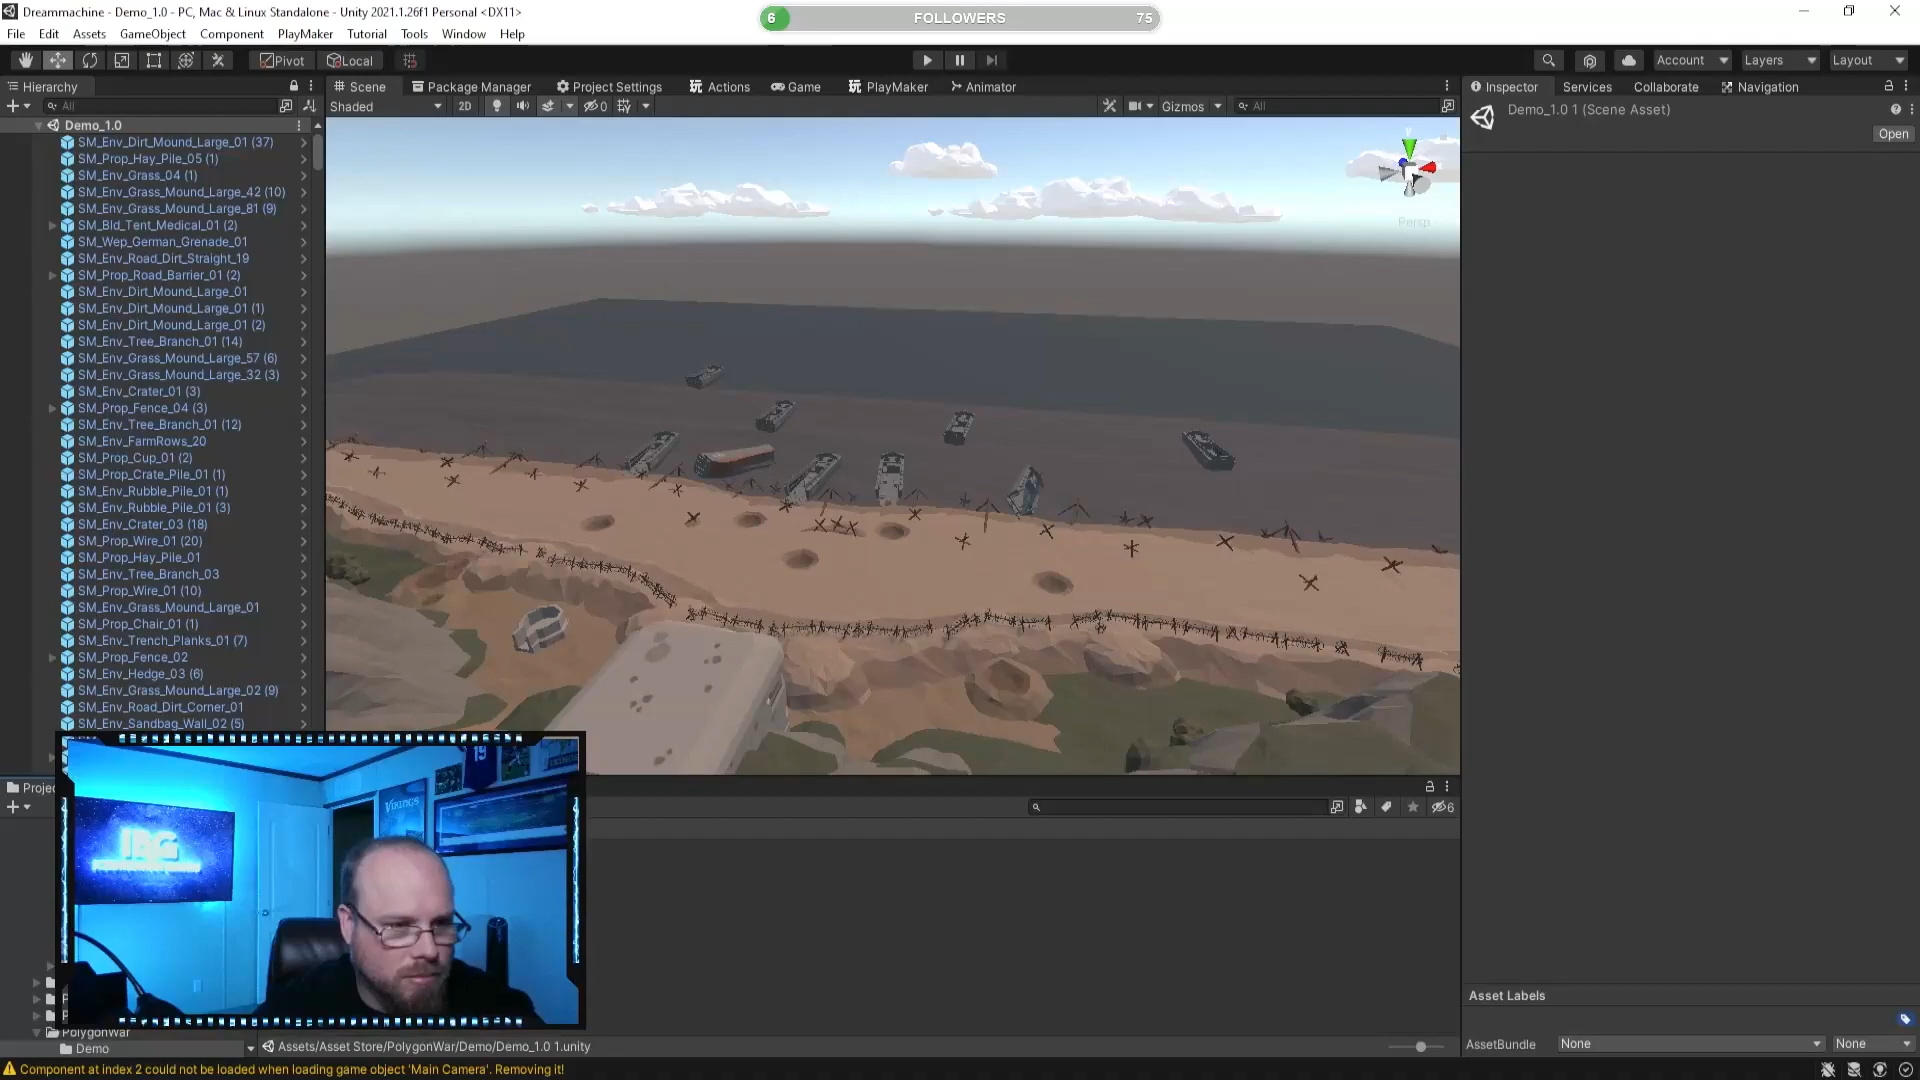 Dreammachine - Demo_1.0 - PC, Mac & Linux Standalone - Unity 2021.1.26f1 Personal <DX11>
6 FOLLOWERS 75
File Edit Assets GameObject Component PlayMaker Tutorial Tools Window Help
Pivot Local
Account Layers Layout
Hierarchy
Scene Package Manager Project Settings Actions Game PlayMaker Animator
Inspector Services Collaborate Navigation
All
Shaded 2D 0 Gizmos All
Demo_1.0 1 (Scene Asset)
Open
Demo_1.0
SM_Env_Dirt_Mound_Large_01 (37)
SM_Prop_Hay_Pile_05 (1)
SM_Env_Grass_04 (1)
SM_Env_Grass_Mound_Large_42 (10)
SM_Env_Grass_Mound_Large_81 (9)
SM_Bld_Tent_Medical_01 (2)
SM_Wep_German_Grenade_01
SM_Env_Road_Dirt_Straight_19
SM_Prop_Road_Barrier_01 (2)
SM_Env_Dirt_Mound_Large_01
SM_Env_Dirt_Mound_Large_01 (1)
SM_Env_Dirt_Mound_Large_01 (2)
SM_Env_Tree_Branch_01 (14)
SM_Env_Grass_Mound_Large_57 (6)
SM_Env_Grass_Mound_Large_32 (3)
SM_Env_Crater_01 (3)
SM_Prop_Fence_04 (3)
SM_Env_Tree_Branch_01 (12)
SM_Env_FarmRows_20
SM_Prop_Cup_01 (2)
SM_Prop_Crate_Pile_01 (1)
SM_Env_Rubble_Pile_01 (1)
SM_Env_Rubble_Pile_01 (3)
SM_Env_Crater_03 (18)
SM_Prop_Wire_01 (20)
SM_Prop_Hay_Pile_01
SM_Env_Tree_Branch_03
SM_Prop_Wire_01 (10)
SM_Env_Grass_Mound_Large_01
SM_Prop_Chair_01 (1)
SM_Env_Trench_Planks_01 (7)
SM_Prop_Fence_02
SM_Env_Hedge_03 (6)
SM_Env_Grass_Mound_Large_02 (9)
SM_Env_Road_Dirt_Corner_01
SM_Env_Sandbag_Wall_02 (5)
y
Persp
Projec
6
19
VIKINGS
IRG
PolygonWar
Demo
Assets/Asset Store/PolygonWar/Demo/Demo_1.0 1.unity
Asset Labels
AssetBundle None None
Component at index 2 could not be loaded when loading game object 'Main Camera'. Removing it!